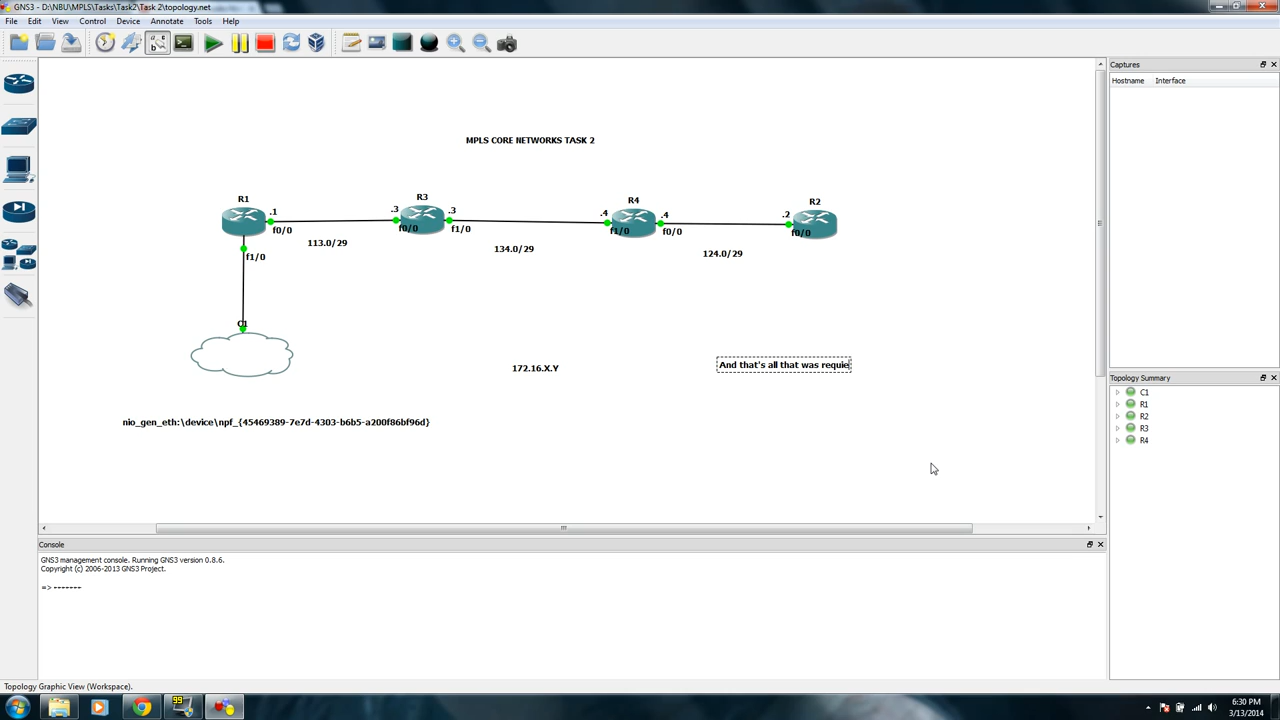 GNS3 - D:\NBU\MPLS\Tasks\Task2\Task 2\topology.net
File Edit View Control Device Annotate Tools Help
Captures
Hostname Interface
MPLS CORE NETWORKS TASK 2
R1 R3 R4 R2
.1 .3 .3 .4 .4 .2
f0/0 f0/0 f1/0 f1/0 f0/0 f0/0
113.0/29 134.0/29 124.0/29
f1/0
C1
172.16.X.Y
And that's all that was requie
nio_gen_eth:\device\npf_{45469389-7e7d-4303-b6b5-a200f86bf96d}
Topology Summary
C1
R1
R2
R3
R4
Console
GNS3 management console. Running GNS3 version 0.8.6.
Copyright (c) 2006-2013 GNS3 Project.
=> -------
Topology Graphic View (Workspace).
99
6:30 PM
3/13/2014